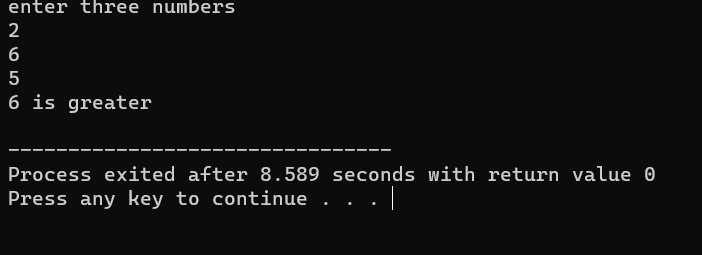 enter three numbers
2
6
5
6 is greater
--------------------------------
Process exited after 8.589 seconds with return value 0
Press any key to continue . . .